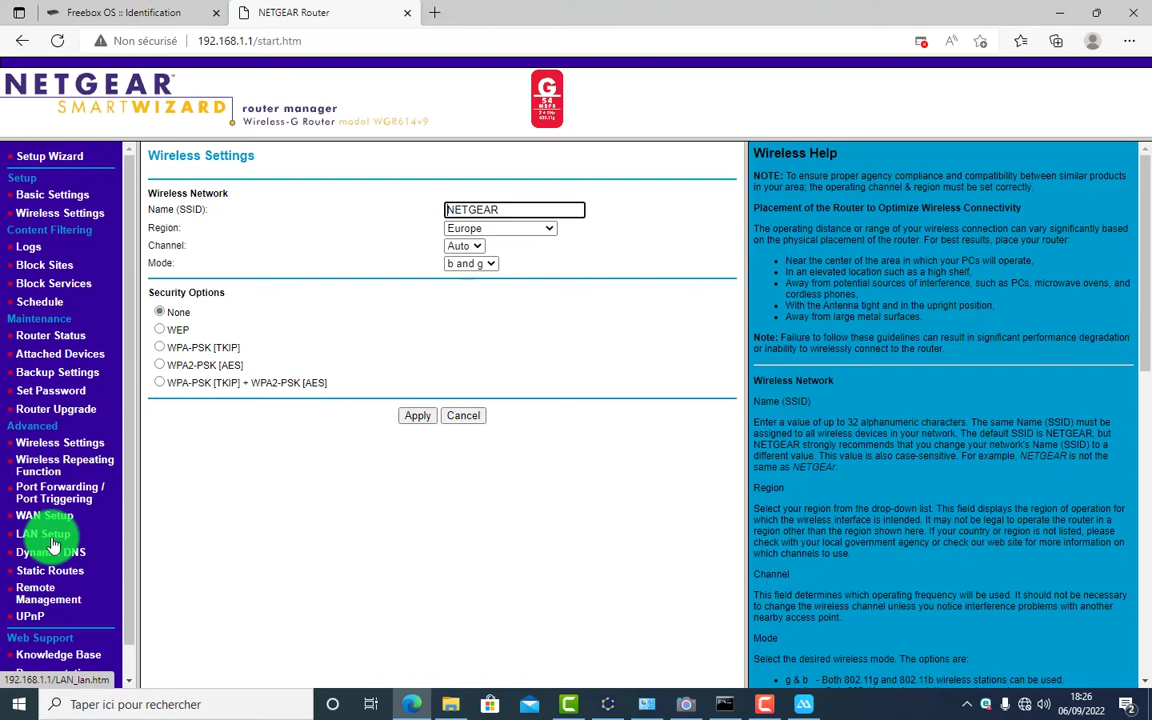 Freebox OS :: Identification
NETGEAR Router
Non sécurisé
192.168.1.1/start.htm
NETGEAR
SMARTWIZARD
router manager
Wireless-G Router model WGR614v9
G
54
MBPS
2.4 GHz
802.11g
Setup Wizard
Setup
Basic Settings
Wireless Settings
Content Filtering
Logs
Block Sites
Block Services
Schedule
Maintenance
Router Status
Attached Devices
Backup Settings
Set Password
Router Upgrade
Advanced
Wireless Settings
Wireless Repeating
Function
Port Forwarding /
Port Triggering
WAN Setup
LAN Setup
Dynamic DNS
Static Routes
Remote
Management
UPnP
Web Support
Knowledge Base
192.168.1.1/LAN_lan.htm
Wireless Settings
Wireless Network
Name (SSID): NETGEAR
Region: Europe
Channel: Auto
Mode: b and g
Security Options
None
WEP
WPA-PSK [TKIP]
WPA2-PSK [AES]
WPA-PSK [TKIP] + WPA2-PSK [AES]
Apply Cancel
Wireless Help
NOTE: To ensure proper agency compliance and compatibility between similar products
in your area; the operating channel & region must be set correctly.
Placement of the Router to Optimize Wireless Connectivity
The operating distance or range of your wireless connection can vary significantly based
on the physical placement of the router. For best results, place your router:
Near the center of the area in which your PCs will operate,
In an elevated location such as a high shelf,
Away from potential sources of interference, such as PCs, microwave ovens, and
cordless phones,
With the Antenna tight and in the upright position,
Away from large metal surfaces.
Note: Failure to follow these guidelines can result in significant performance degradation
or inability to wirelessly connect to the router.
Wireless Network
Name (SSID)
Enter a value of up to 32 alphanumeric characters. The same Name (SSID) must be
assigned to all wireless devices in your network. The default SSID is NETGEAR, but
NETGEAR strongly recommends that you change your network's Name (SSID) to a
different value. This value is also case-sensitive. For example, NETGEAR is not the
same as NETGEAr.
Region
Select your region from the drop-down list. This field displays the region of operation for
which the wireless interface is intended. It may not be legal to operate the router in a
region other than the region shown here. If your country or region is not listed, please
check with your local government agency or check our web site for more information on
which channels to use.
Channel
This field determines which operating frequency will be used. It should not be necessary
to change the wireless channel unless you notice interference problems with another
nearby access point.
Mode
Select the desired wireless mode. The options are:
g & b - Both 802.11g and 802.11b wireless stations can be used.
Taper ici pour rechercher
18:26
06/09/2022
2